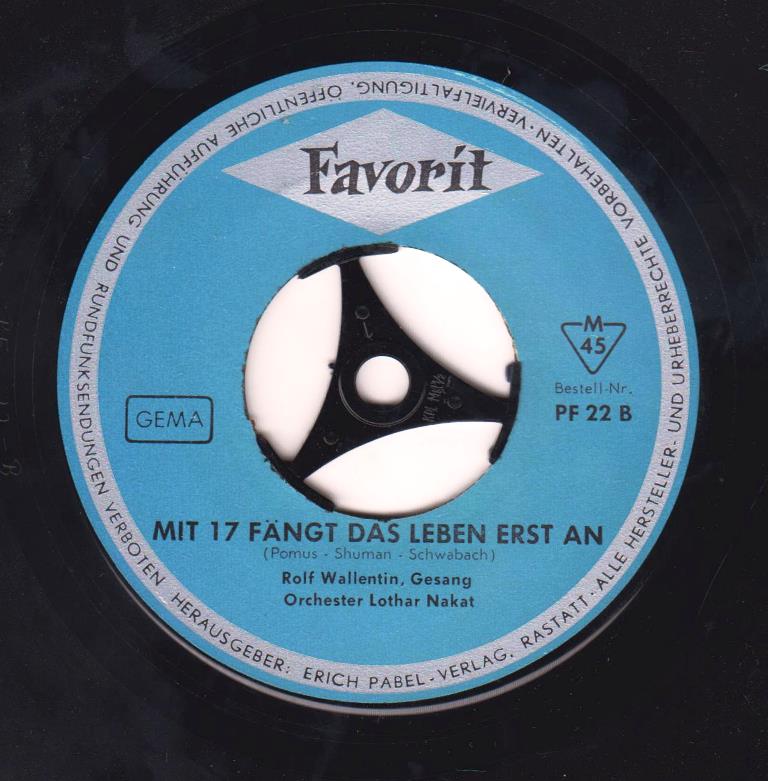 Favorit
M
45
Bestell-Nr.
PF 22 B
GEMA
MIT 17 FÄNGT DAS LEBEN ERST AN
(Pomus - Shuman - Schwabach)
Rolf Wallentin, Gesang
Orchester Lothar Nakat
HERAUSGEBER: ERICH PABEL-VERLAG, RASTATT·ALLE HERSTELLER- UND URHEBERRECHTE VORBEHALTEN·VERVIELFALTIGUNG, ÖFFENTLICHE AUFFÜHRUNG UND RUNDFUNKSENDUNGEN VERBOTEN